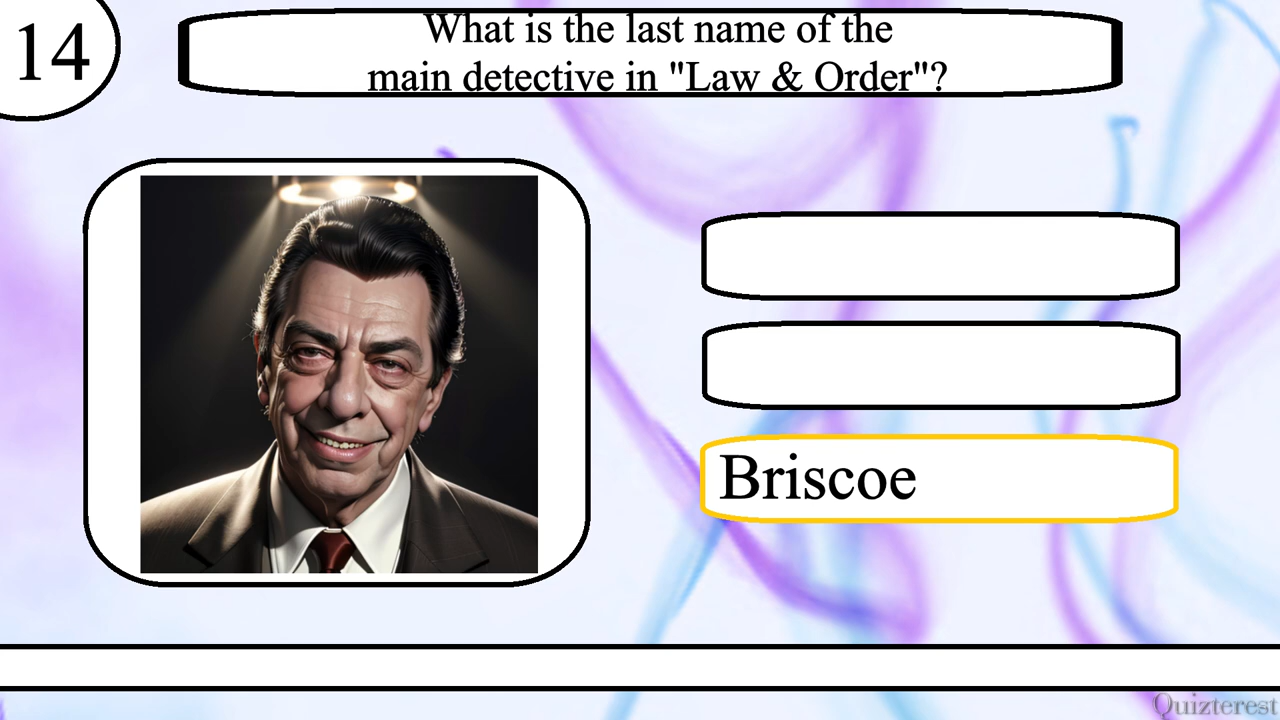 14
What is the last name of the
main detective in "Law & Order"?
Briscoe
Quizterest